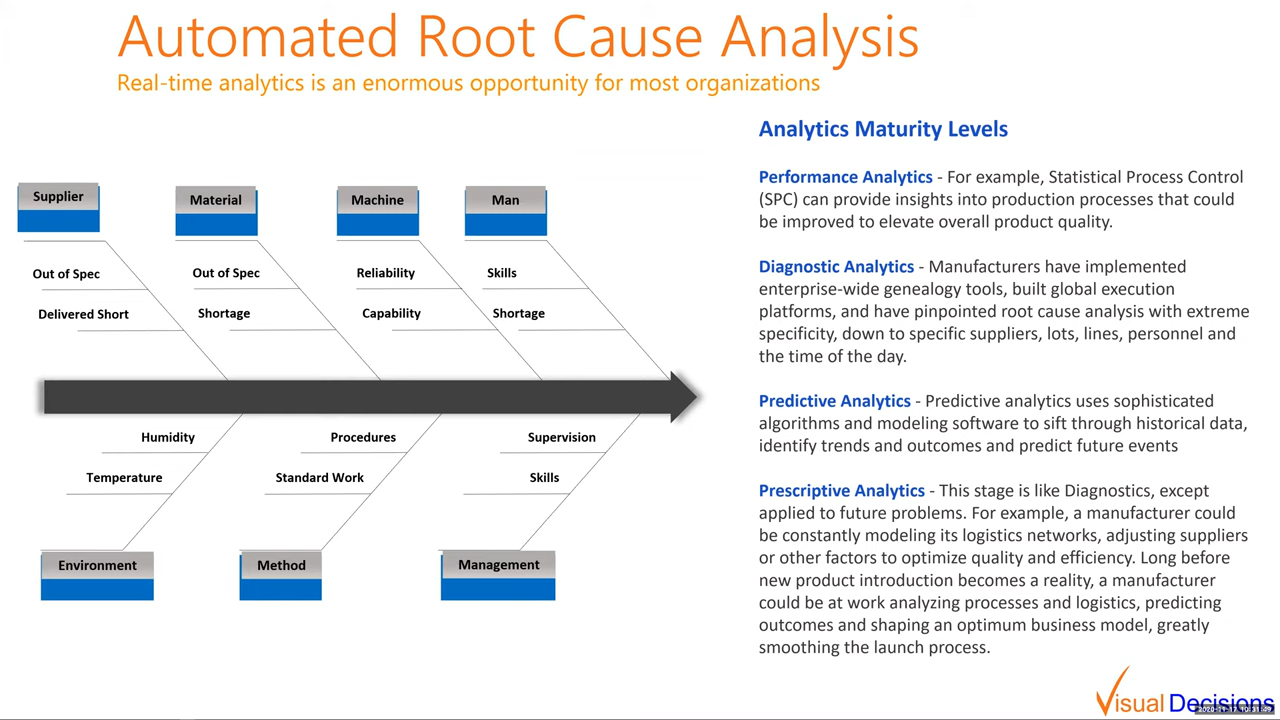 Automated Root Cause Analysis
Real-time analytics is an enormous opportunity for most organizations
Supplier
Material
Machine
Man
Out of Spec
Out of Spec
Reliability
Skills
Delivered Short
Shortage
Capability
Shortage
Humidity
Procedures
Supervision
Temperature
Standard Work
Skills
Environment
Method
Management
Analytics Maturity Levels
Performance Analytics - For example, Statistical Process Control
(SPC) can provide insights into production processes that could
be improved to elevate overall product quality.
Diagnostic Analytics - Manufacturers have implemented
enterprise-wide genealogy tools, built global execution
platforms, and have pinpointed root cause analysis with extreme
specificity, down to specific suppliers, lots, lines, personnel and
the time of the day.
Predictive Analytics - Predictive analytics uses sophisticated
algorithms and modeling software to sift through historical data,
identify trends and outcomes and predict future events
Prescriptive Analytics - This stage is like Diagnostics, except
applied to future problems. For example, a manufacturer could
be constantly modeling its logistics networks, adjusting suppliers
or other factors to optimize quality and efficiency. Long before
new product introduction becomes a reality, a manufacturer
could be at work analyzing processes and logistics, predicting
outcomes and shaping an optimum business model, greatly
smoothing the launch process.
Visual Decisions